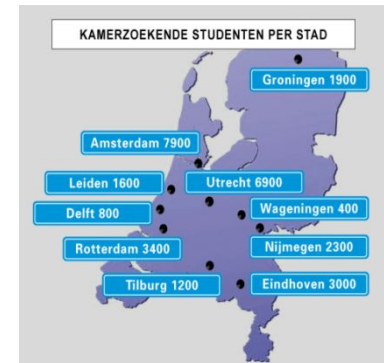 KAMERZOEKENDE STUDENTEN PER STAD
Groningen 1900
Amsterdam 7900
Leiden 1600
Utrecht 6900
Delft 800
Wageningen 400
Rotterdam 3400
Nijmegen 2300
Tilburg 1200
Eindhoven 3000